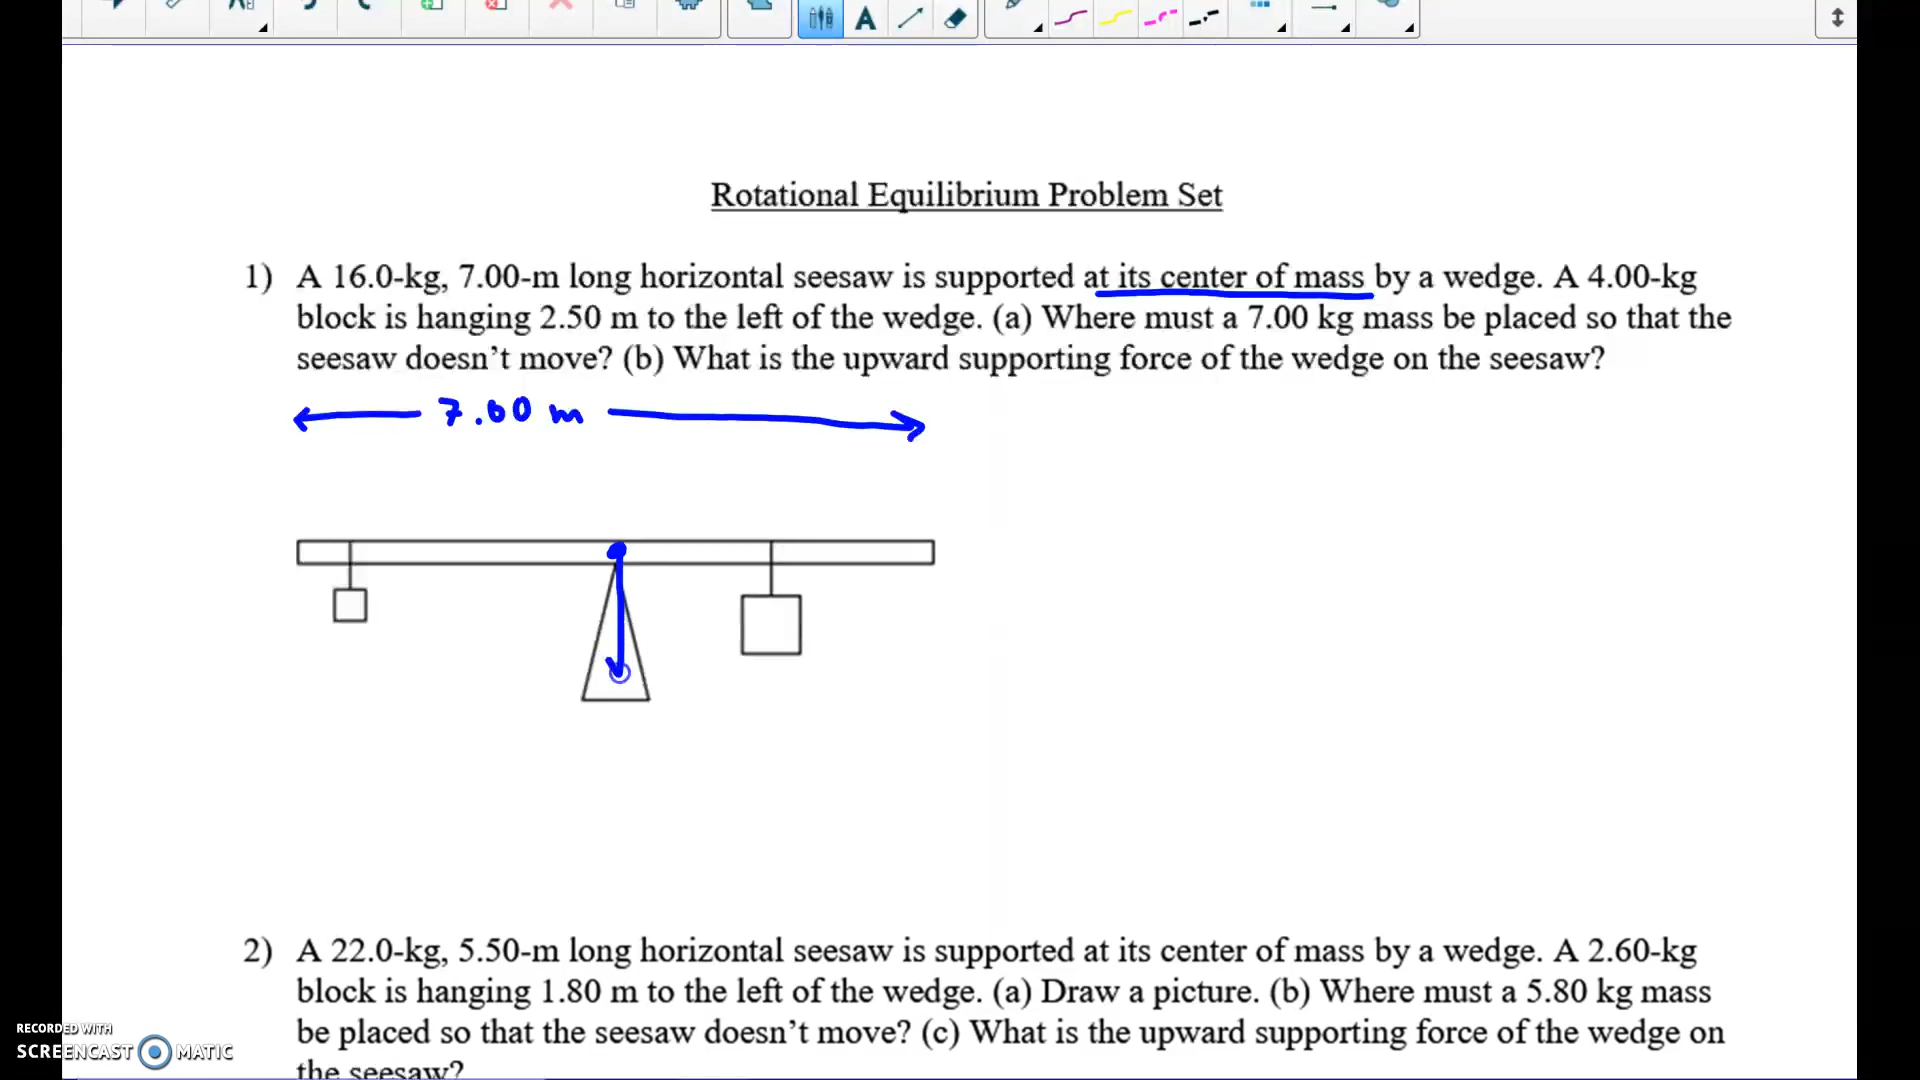 A
Rotational Equilibrium Problem Set
1) A 16.0-kg, 7.00-m long horizontal seesaw is supported at its center of mass by a wedge. A 4.00-kg
block is hanging 2.50 m to the left of the wedge. (a) Where must a 7.00 kg mass be placed so that the
seesaw doesn’t move? (b) What is the upward supporting force of the wedge on the seesaw?
7.00 m
2) A 22.0-kg, 5.50-m long horizontal seesaw is supported at its center of mass by a wedge. A 2.60-kg
block is hanging 1.80 m to the left of the wedge. (a) Draw a picture. (b) Where must a 5.80 kg mass
be placed so that the seesaw doesn’t move? (c) What is the upward supporting force of the wedge on
the seesaw?
RECORDED WITH
SCREENCAST MATIC